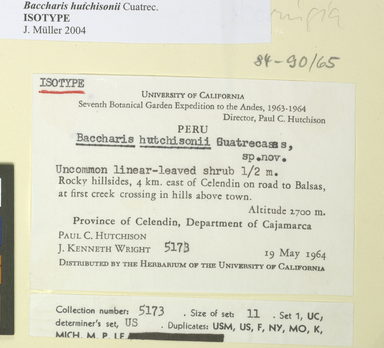 Baccharis hutchisonii Cuatrec.
ISOTYPE
J. Müller 2004
84-90/65
ISOTYPE
UNIVERSITY OF CALIFORNIA
Seventh Botanical Garden Expedition to the Andes, 1963-1964
Director, Paul C. Hutchison
PERU
Baccharis hutchisonii Cuatrecasas,
sp.nov.
Uncommon linear-leaved shrub 1/2 m.
Rocky hillsides, 4 km. east of Celendin on road to Balsas,
at first creek crossing in hills above town.
Altitude 2700 m.
Province of Celendin, Department of Cajamarca
PAUL C. HUTCHISON
J. KENNETH WRIGHT 5173
19 May 1964
DISTRIBUTED BY THE HERBARIUM OF THE UNIVERSITY OF CALIFORNIA
Collection number: 5173 . Size of set: 11 . Set 1, UC,
determiner's set, US . Duplicates: USM, US, F, NY, MO, K,
MICH, M, P, LE